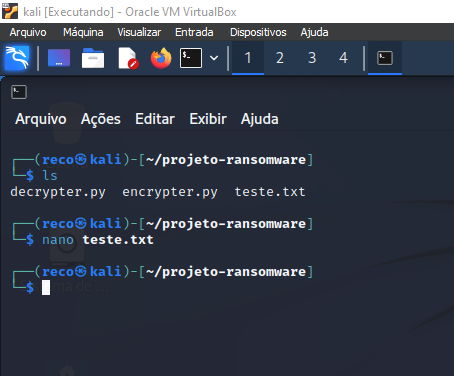 kali [Executando] - Oracle VM VirtualBox
Arquivo Máquina Visualizar Entrada Dispositivos Ajuda
1 2 3 4
Arquivo Ações Editar Exibir Ajuda
┌──(reco㉿kali)-[~/projeto-ransomware]
└─$ ls
decrypter.py encrypter.py teste.txt
┌──(reco㉿kali)-[~/projeto-ransomware]
└─$ nano teste.txt
┌──(reco㉿kali)-[~/projeto-ransomware]
└─$